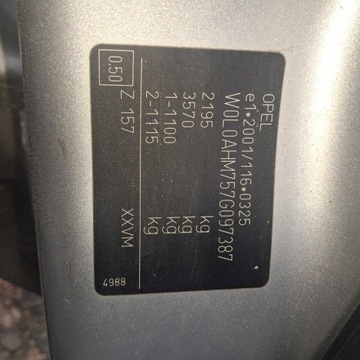 OPEL
e1*2001/116*0325
W0L0AHM757G097387
2195 kg
3570 kg
1-1100 kg
2-1115 kg
0.50 Z 157 XXVM
4988